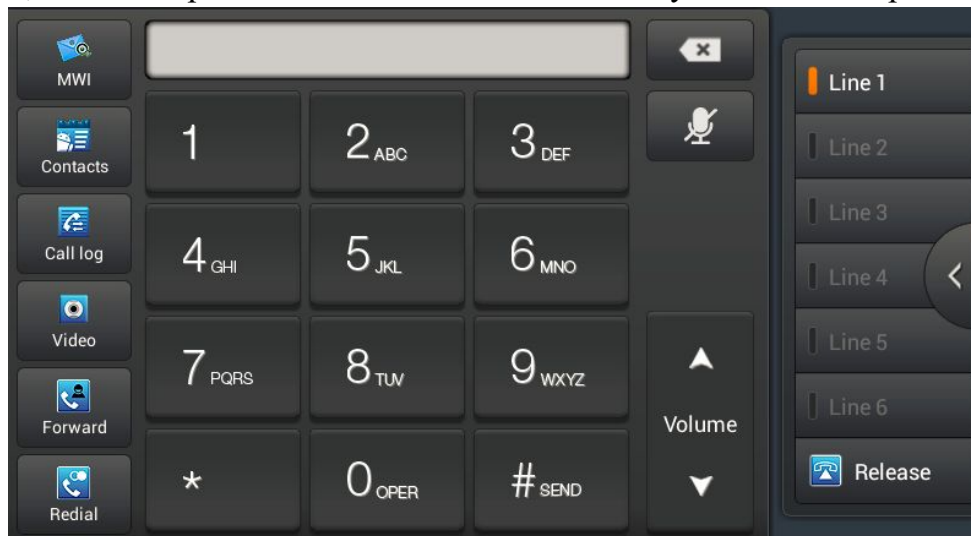 MWI
Contacts
Call log
Video
Forward
Redial
1
2 ABC
3 DEF
4 GHI
5 JKL
6 MNO
7 PQRS
8 TUV
9 WXYZ
*
0 OPER
# SEND
Volume
Line 1
Line 2
Line 3
Line 4
Line 5
Line 6
Release